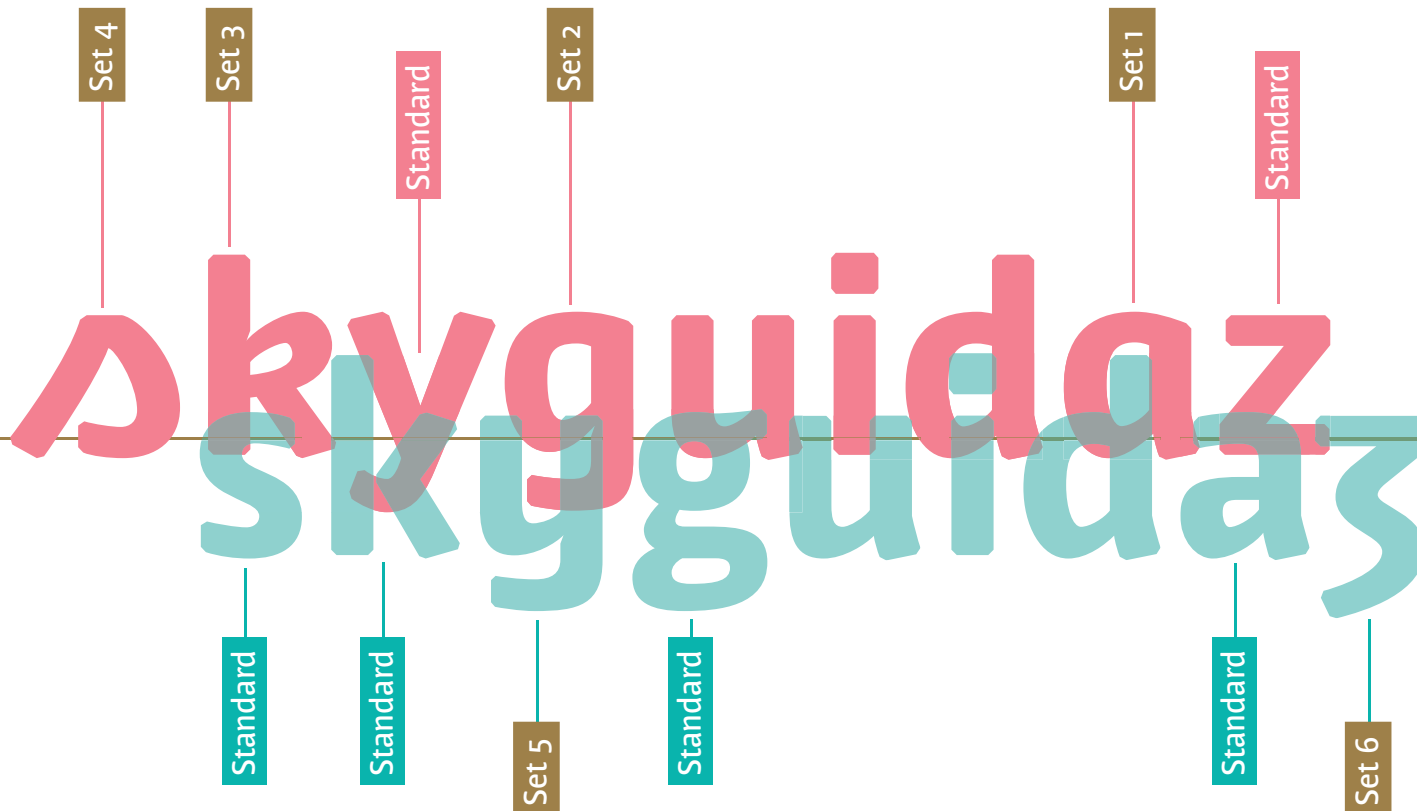 Set 4
Set 3
Standard
Set 2
Set 1
Standard
skyguidaz
skyguidaz
Standard
Standard
Set 5
Standard
Standard
Set 6